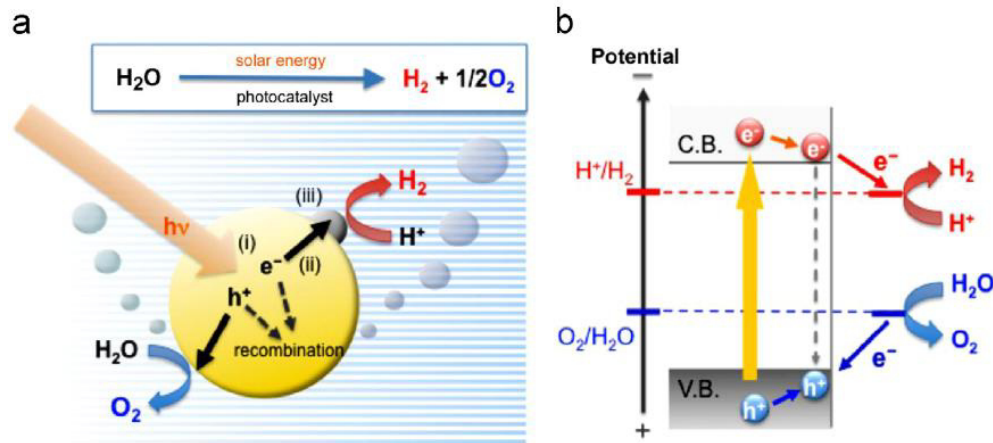 a
solar energy
H₂O → H₂ + 1/2O₂
photocatalyst
hν
(i)
(ii)
(iii)
e⁻
h⁺
recombination
H₂
H⁺
H₂O
O₂
b
Potential
−
C.B.
e⁻
e⁻
e⁻
H⁺/H₂
H₂
H⁺
O₂/H₂O
H₂O
O₂
e⁻
V.B.
h⁺
h⁺
+